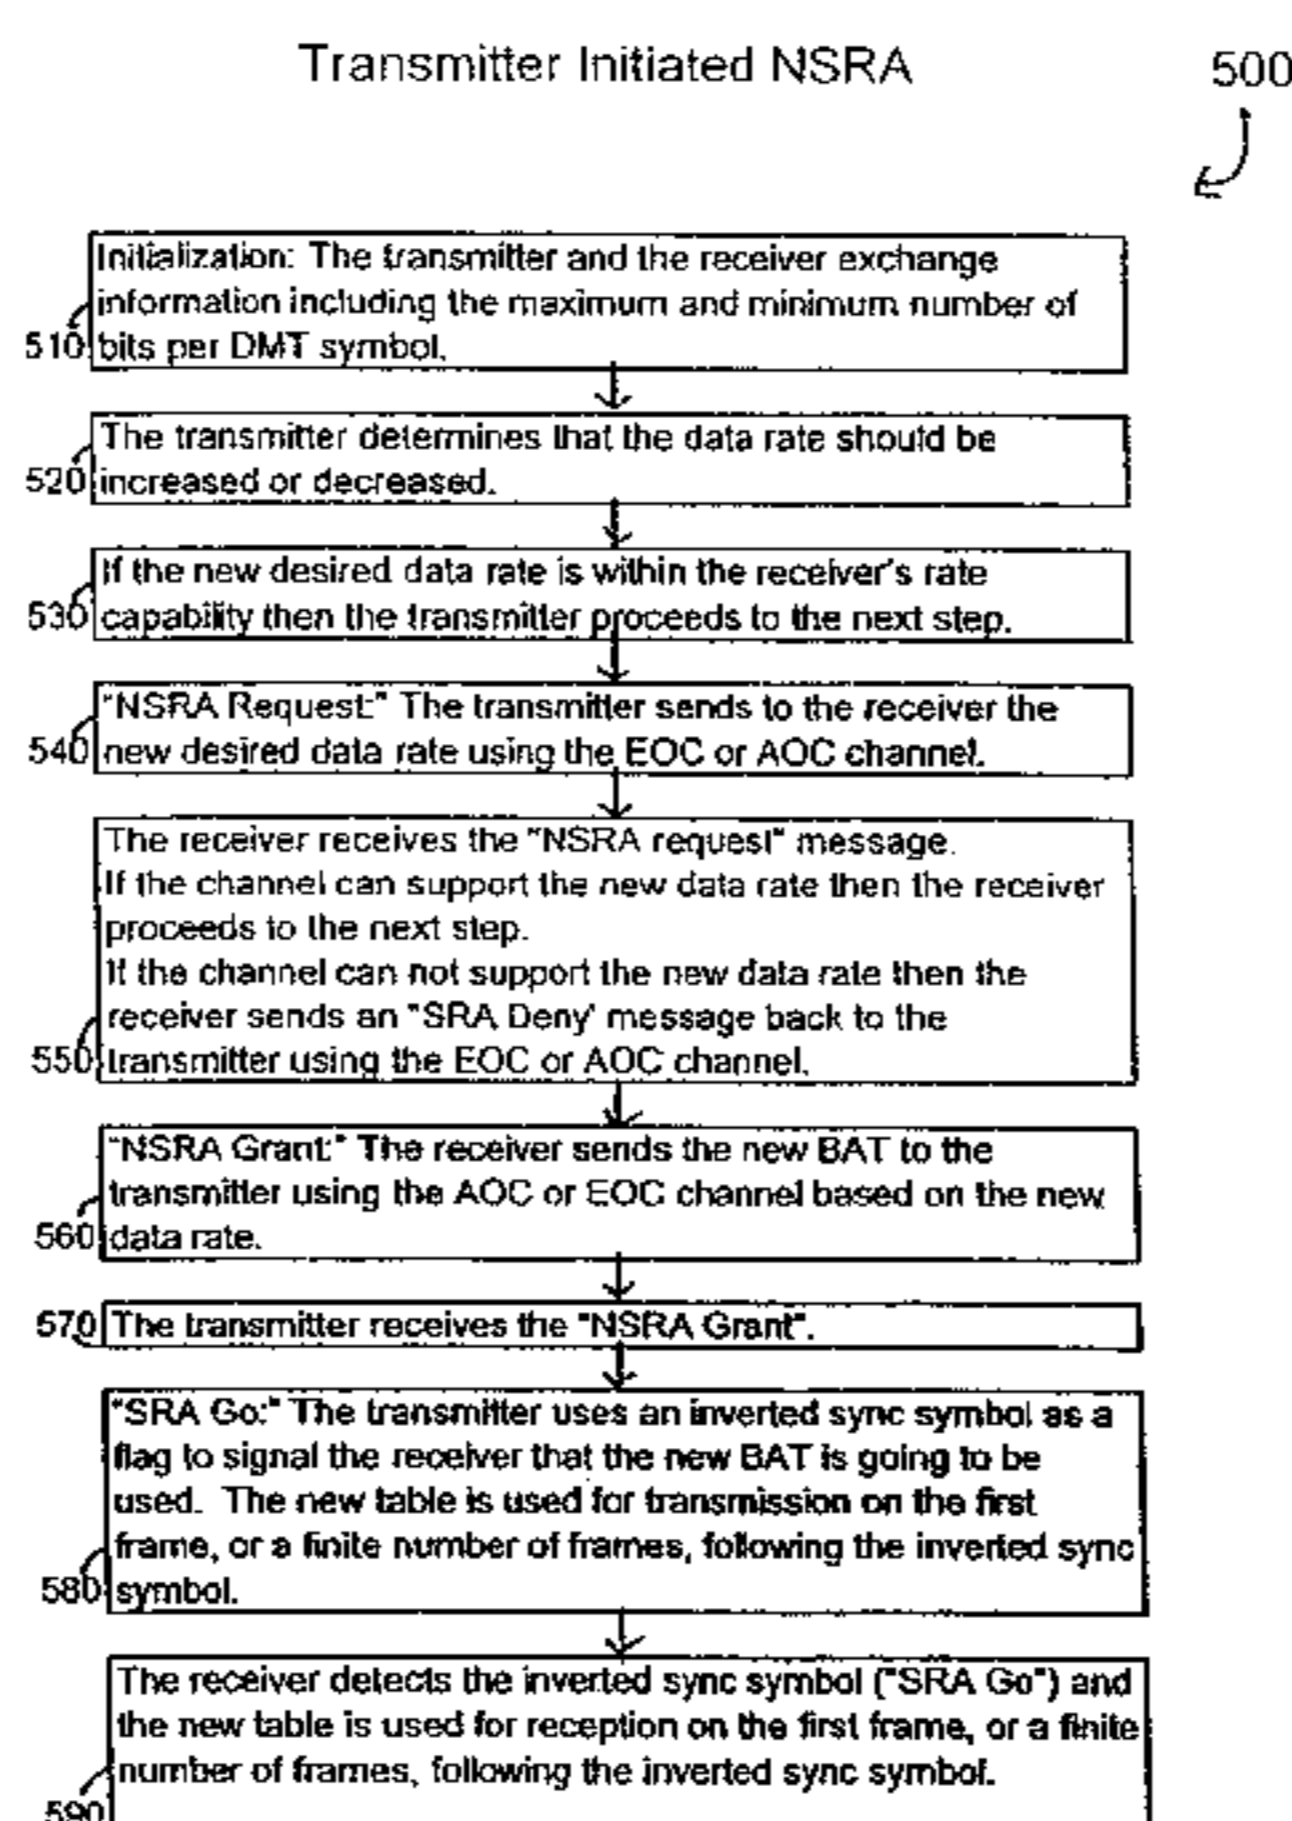 Transmitter Initiated NSRA
500
Initialization: The transmitter and the receiver exchange
information including the maximum and minimum number of
510 bits per DMT symbol.
The transmitter determines that the data rate should be
520 increased or decreased.
If the new desired data rate is within the receiver's rate
530 capability then the transmitter proceeds to the next step.
"NSRA Request:" The transmitter sends to the receiver the
540 new desired data rate using the EOC or AOC channel.
The receiver receives the "NSRA request" message.
If the channel can support the new data rate then the receiver
proceeds to the next step.
If the channel can not support the new data rate then the
receiver sends an "SRA Deny' message back to the
550 transmitter using the EOC or AOC channel.
"NSRA Grant:" The receiver sends the new BAT to the
transmitter using the AOC or EOC channel based on the new
560 data rate.
570 The transmitter receives the "NSRA Grant".
"SRA Go:" The transmitter uses an inverted sync symbol as a
flag to signal the receiver that the new BAT is going to be
used. The new table is used for transmission on the first
frame, or a finite number of frames, following the inverted sync
580 symbol.
The receiver detects the inverted sync symbol ("SRA Go") and
the new table is used for reception on the first frame, or a finite
number of frames, following the inverted sync symbol.
590